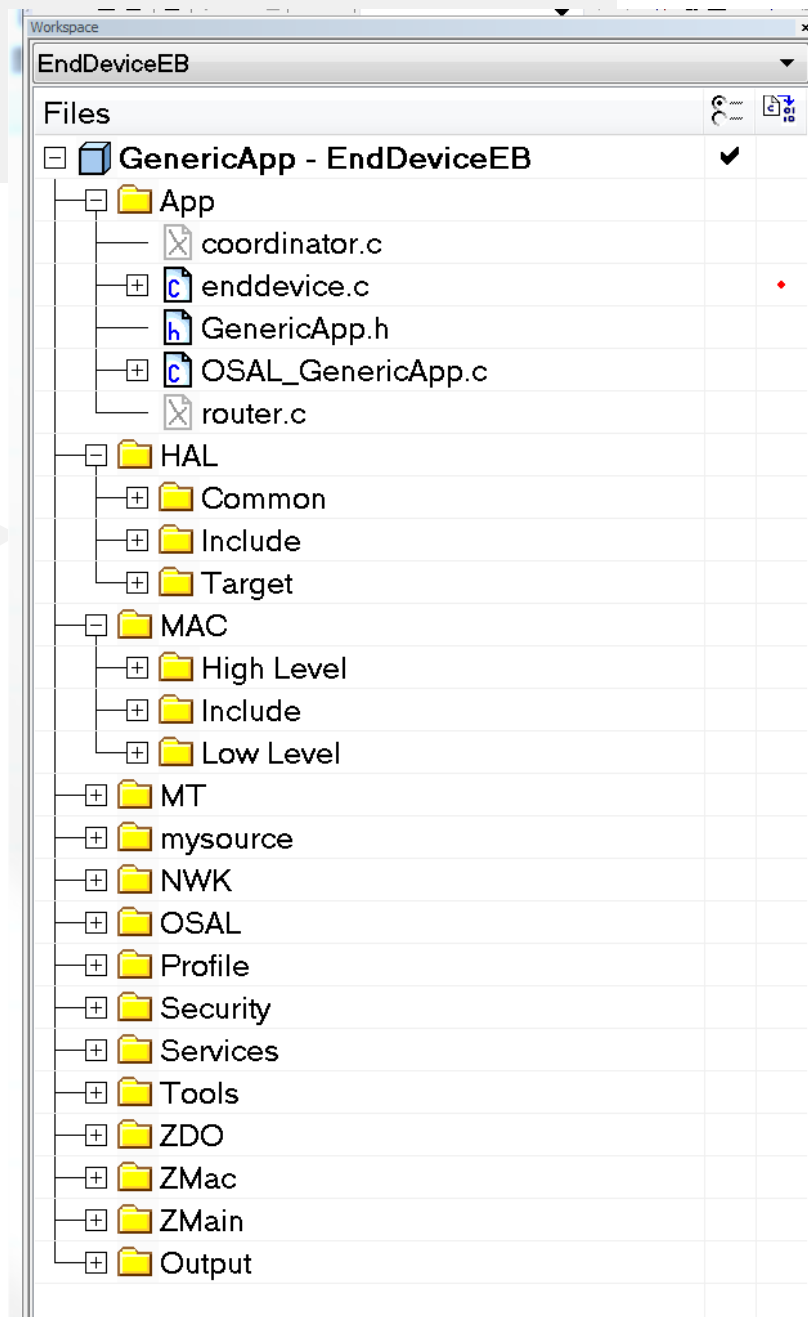 Workspace
EndDeviceEB
Files
GenericApp - EndDeviceEB
App
coordinator.c
enddevice.c
GenericApp.h
OSAL_GenericApp.c
router.c
HAL
Common
Include
Target
MAC
High Level
Include
Low Level
MT
mysource
NWK
OSAL
Profile
Security
Services
Tools
ZDO
ZMac
ZMain
Output